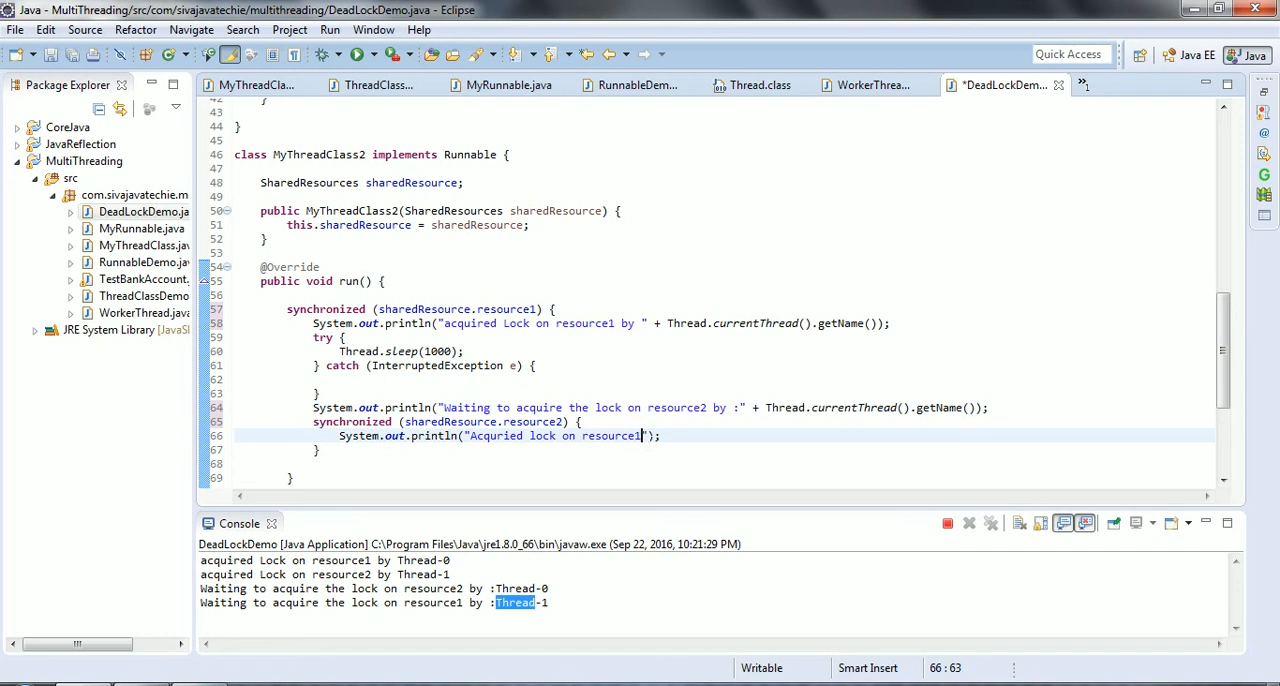 Java - MultiThreading/src/com/sivajavatechie/multithreading/DeadLockDemo.java - Eclipse
File Edit Source Refactor Navigate Search Project Run Window Help
Quick Access Java EE Java
Package Explorer
MyThreadCla... ThreadClass... MyRunnable.java RunnableDem... Thread.class WorkerThrea... *DeadLockDem... »1
CoreJava
JavaReflection
MultiThreading
src
com.sivajavatechie.m
DeadLockDemo.ja
MyRunnable.java
MyThreadClass.jav
RunnableDemo.ja
TestBankAccount.
ThreadClassDemo
WorkerThread.java
JRE System Library [JavaS
42 }
43
44 }
45
46 class MyThreadClass2 implements Runnable {
47
48 SharedResources sharedResource;
49
50 public MyThreadClass2(SharedResources sharedResource) {
51 this.sharedResource = sharedResource;
52 }
53
54 @Override
55 public void run() {
56
57 synchronized (sharedResource.resource1) {
58 System.out.println("acquired Lock on resource1 by " + Thread.currentThread().getName());
59 try {
60 Thread.sleep(1000);
61 } catch (InterruptedException e) {
62
63 }
64 System.out.println("Waiting to acquire the lock on resource2 by :" + Thread.currentThread().getName());
65 synchronized (sharedResource.resource2) {
66 System.out.println("Acquried lock on resource1");
67 }
68
69 }
Console
DeadLockDemo [Java Application] C:\Program Files\Java\jre1.8.0_66\bin\javaw.exe (Sep 22, 2016, 10:21:29 PM)
acquired Lock on resource1 by Thread-0
acquired Lock on resource2 by Thread-1
Waiting to acquire the lock on resource2 by :Thread-0
Waiting to acquire the lock on resource1 by :Thread-1
Writable Smart Insert 66 : 63